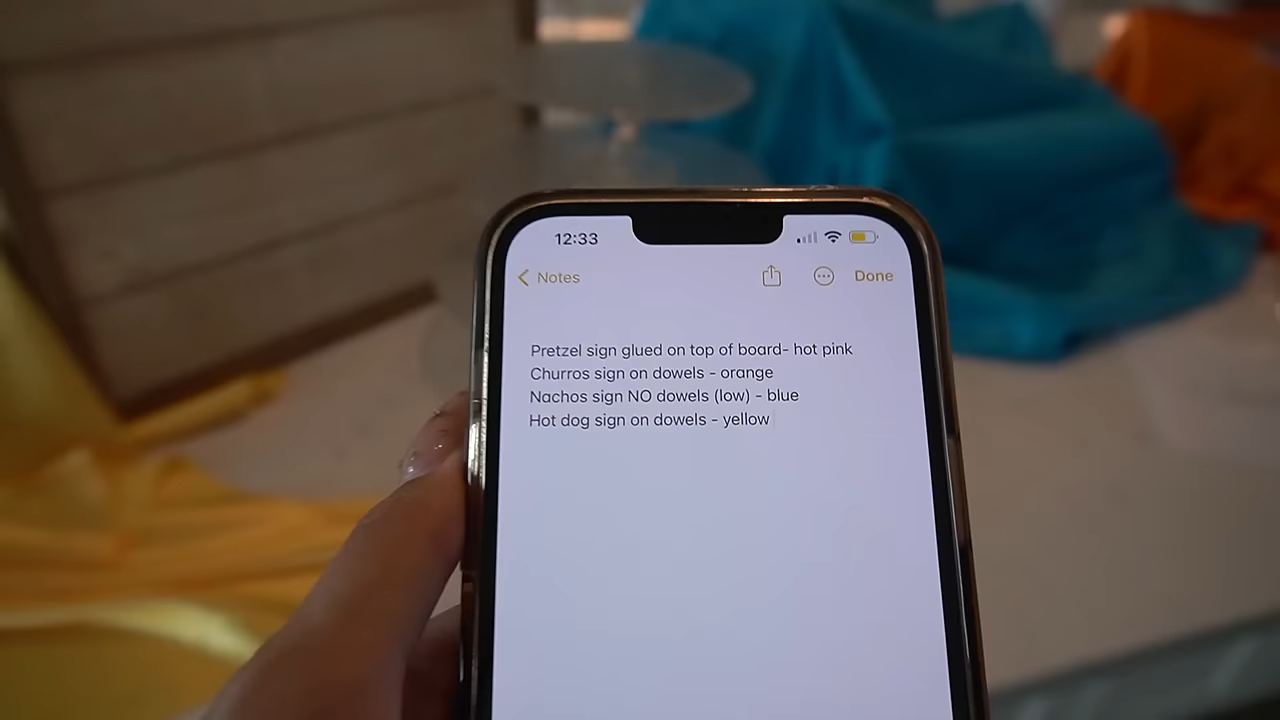 12:33
Notes
Done
Pretzel sign glued on top of board- hot pink
Churros sign on dowels - orange
Nachos sign NO dowels (low) - blue
Hot dog sign on dowels - yellow